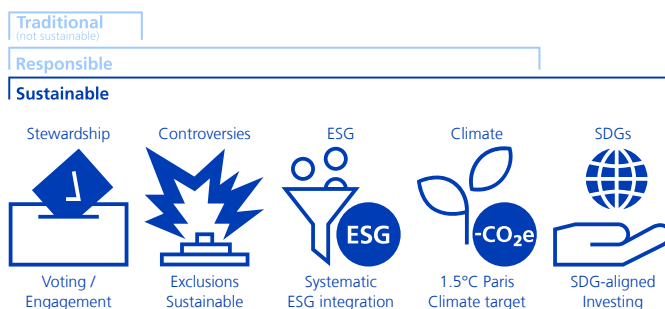 Traditional
(not sustainable)
Responsible
Sustainable
Stewardship
Controversies
ESG
Climate
SDGs
ESG
-CO₂e
Voting /
Engagement
Exclusions
Sustainable
Systematic
ESG integration
1.5°C Paris
Climate target
SDG-aligned
Investing